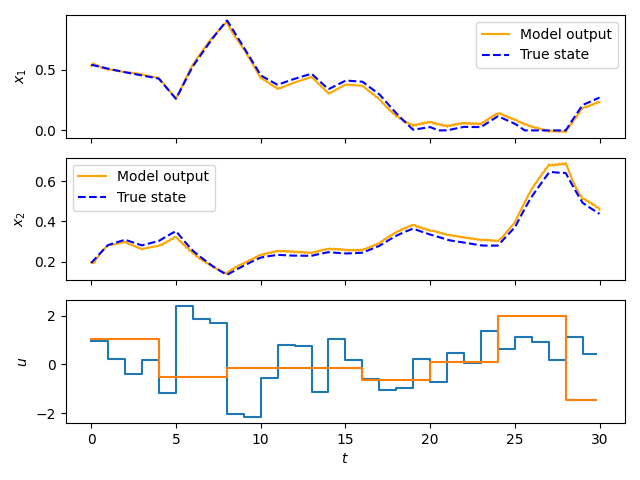 Model output
True state
x₁
0.5
0.0
Model output
True state
x₂
0.6
0.4
0.2
u
2
0
−2
0
5
10
15
20
25
30
t